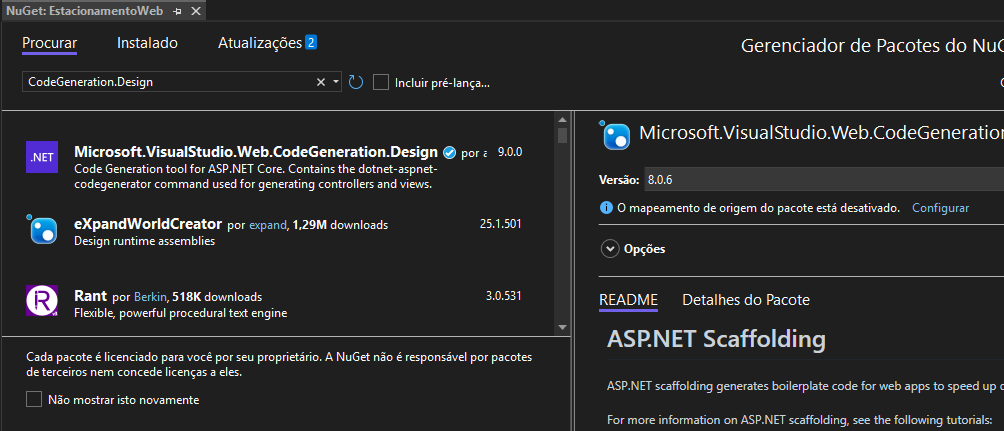 NuGet: EstacionamentoWeb
Procurar Instalado Atualizações 2
Gerenciador de Pacotes do NuG
CodeGeneration.Design
Incluir pré-lança...
.NET
Microsoft.VisualStudio.Web.CodeGeneration.Design por a 9.0.0
Code Generation tool for ASP.NET Core. Contains the dotnet-aspnet-
codegenerator command used for generating controllers and views.
eXpandWorldCreator por expand, 1,29M downloads 25.1.501
Design runtime assemblies
Rant por Berkin, 518K downloads 3.0.531
Flexible, powerful procedural text engine
Cada pacote é licenciado para você por seu proprietário. A NuGet não é responsável por pacotes
de terceiros nem concede licenças a eles.
Não mostrar isto novamente
Microsoft.VisualStudio.Web.CodeGeneration
Versão: 8.0.6
O mapeamento de origem do pacote está desativado. Configurar
Opções
README Detalhes do Pacote
ASP.NET Scaffolding
ASP.NET scaffolding generates boilerplate code for web apps to speed up
For more information on ASP.NET scaffolding, see the following tutorials: